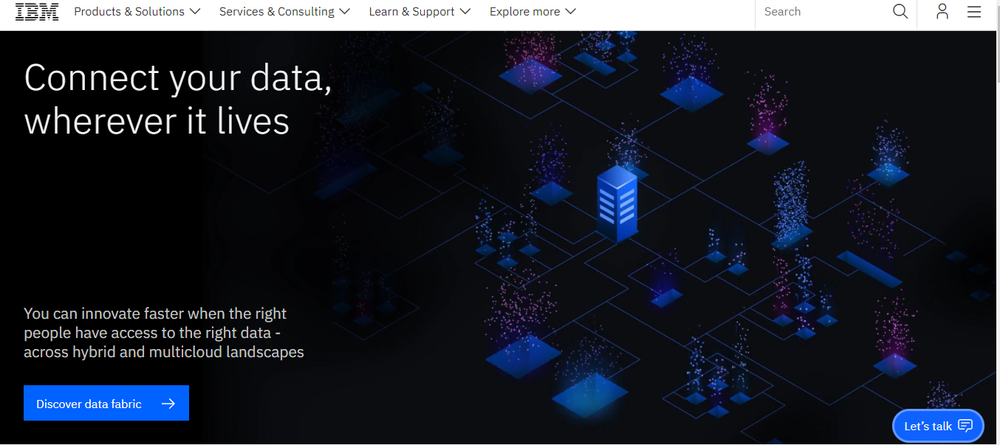 IBM
Products & Solutions
Services & Consulting
Learn & Support
Explore more
Search
Connect your data,
wherever it lives
You can innovate faster when the right
people have access to the right data -
across hybrid and multicloud landscapes
Discover data fabric
Let's talk